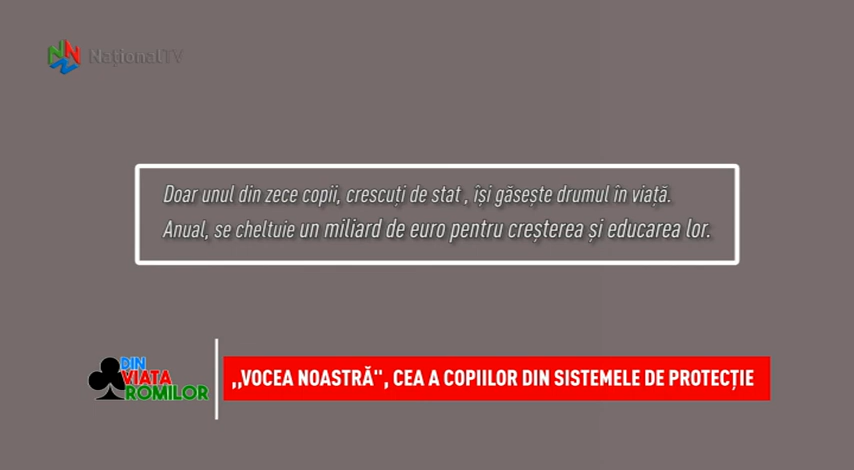 NaționalTV
Doar unul din zece copii, crescuți de stat , își găsește drumul în viață.
Anual, se cheltuie un miliard de euro pentru creșterea și educarea lor.
DIN
VIATA
ROMILOR
,,VOCEA NOASTRĂ", CEA A COPIILOR DIN SISTEMELE DE PROTECȚIE